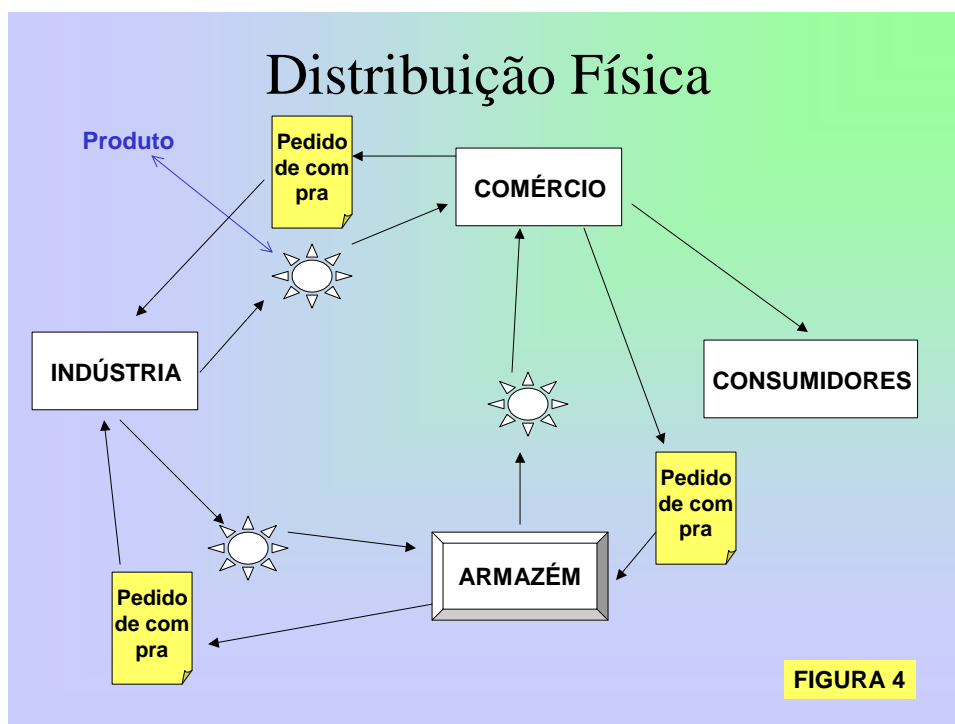 Distribuição Física
Produto
Pedido
de com
pra
COMÉRCIO
INDÚSTRIA
CONSUMIDORES
Pedido
de com
pra
ARMAZÉM
Pedido
de com
pra
FIGURA 4